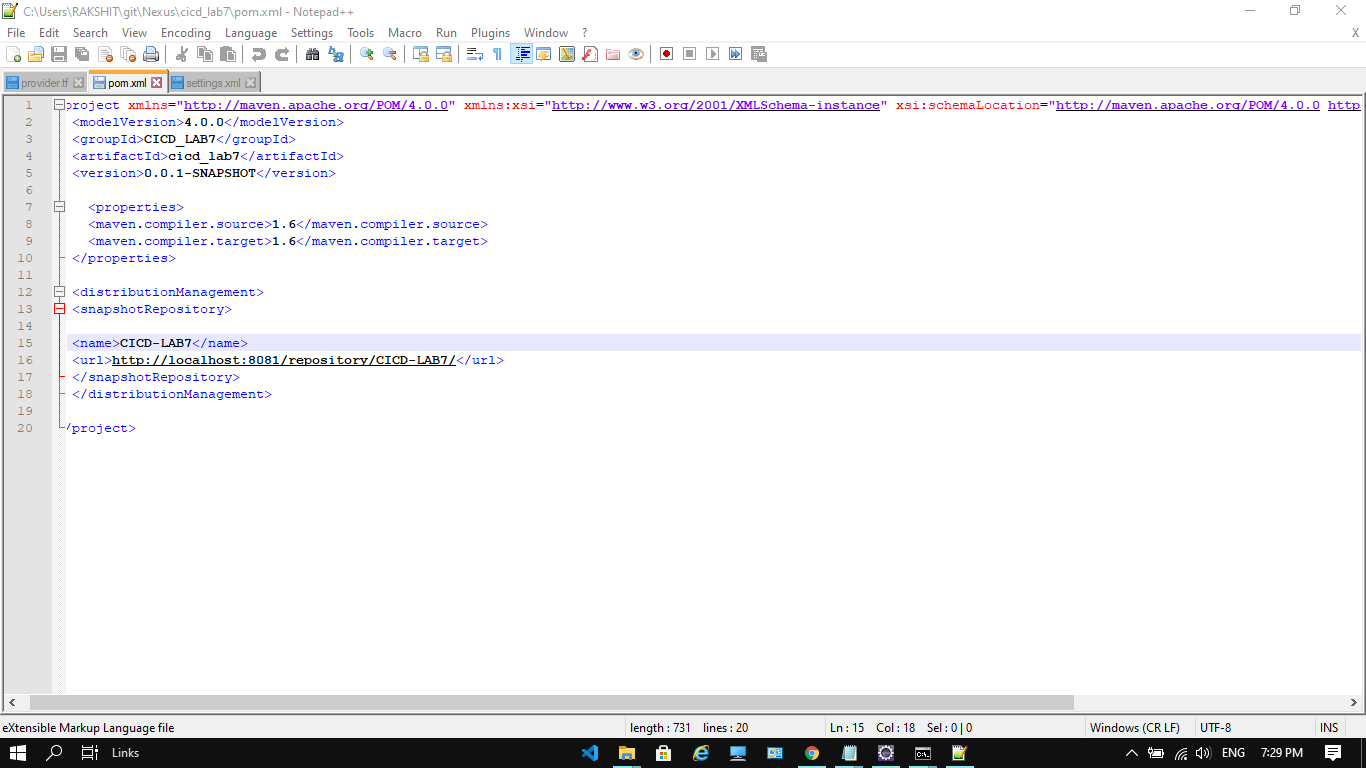 C:\Users\RAKSHIT\git\Nexus\cicd_lab7\pom.xml - Notepad++
File Edit Search View Encoding Language Settings Tools Macro Run Plugins Window ? X
provider.tf pom.xml settings.xml
1 project xmlns="http://maven.apache.org/POM/4.0.0" xmlns:xsi="http://www.w3.org/2001/XMLSchema-instance" xsi:schemaLocation="http://maven.apache.org/POM/4.0.0 http
2 <modelVersion>4.0.0</modelVersion>
3 <groupId>CICD_LAB7</groupId>
4 <artifactId>cicd_lab7</artifactId>
5 <version>0.0.1-SNAPSHOT</version>
6
7 <properties>
8 <maven.compiler.source>1.6</maven.compiler.source>
9 <maven.compiler.target>1.6</maven.compiler.target>
10 </properties>
11
12 <distributionManagement>
13 <snapshotRepository>
14
15 <name>CICD-LAB7</name>
16 <url>http://localhost:8081/repository/CICD-LAB7/</url>
17 </snapshotRepository>
18 </distributionManagement>
19
20 /project>
eXtensible Markup Language file length : 731 lines : 20 Ln : 15 Col : 18 Sel : 0 | 0 Windows (CR LF) UTF-8 INS
Links ENG 7:29 PM